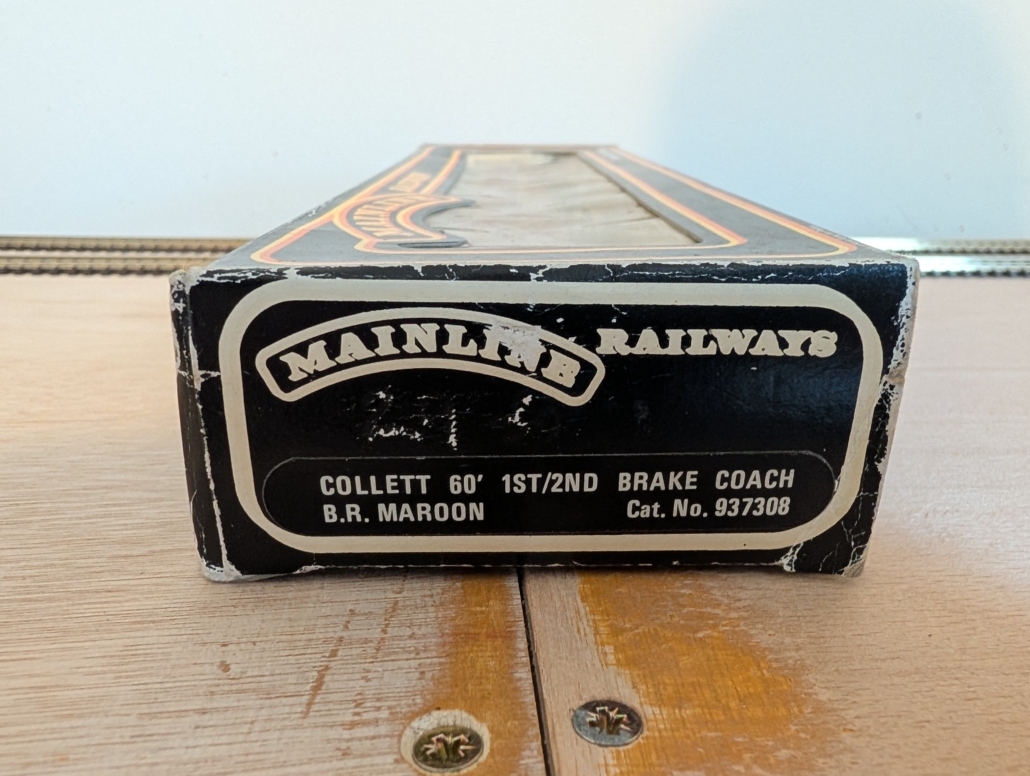 MAINLINE RAILWAYS
COLLETT 60' 1ST/2ND BRAKE COACH
B.R. MAROON Cat. No. 937308